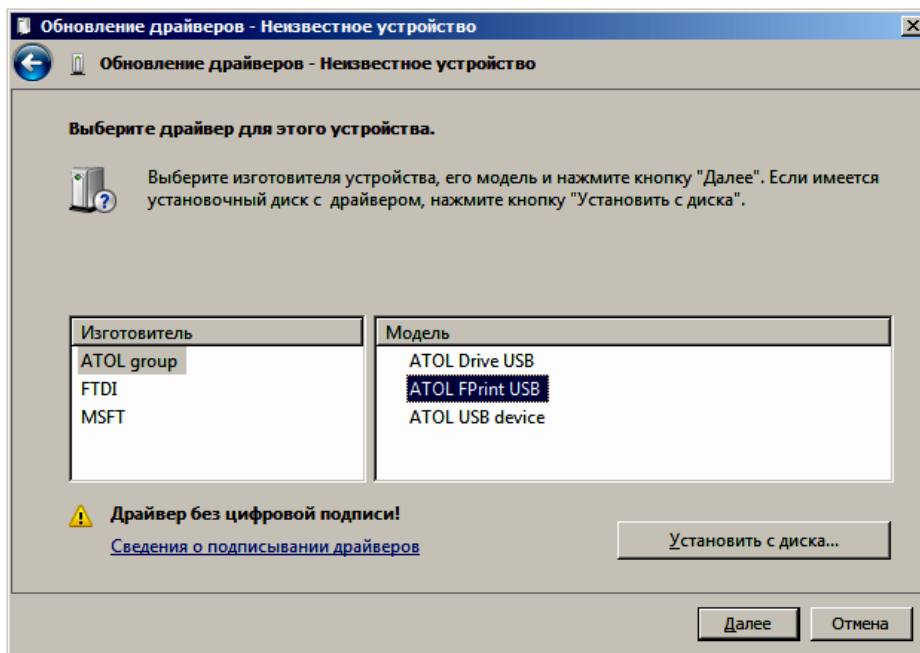 Обновление драйверов - Неизвестное устройство
Обновление драйверов - Неизвестное устройство
Выберите драйвер для этого устройства.
Выберите изготовителя устройства, его модель и нажмите кнопку "Далее". Если имеется
установочный диск с драйвером, нажмите кнопку "Установить с диска".
Изготовитель
ATOL group
FTDI
MSFT
Модель
ATOL Drive USB
ATOL FPrint USB
ATOL USB device
Драйвер без цифровой подписи!
Сведения о подписывании драйверов
Установить с диска...
Далее
Отмена